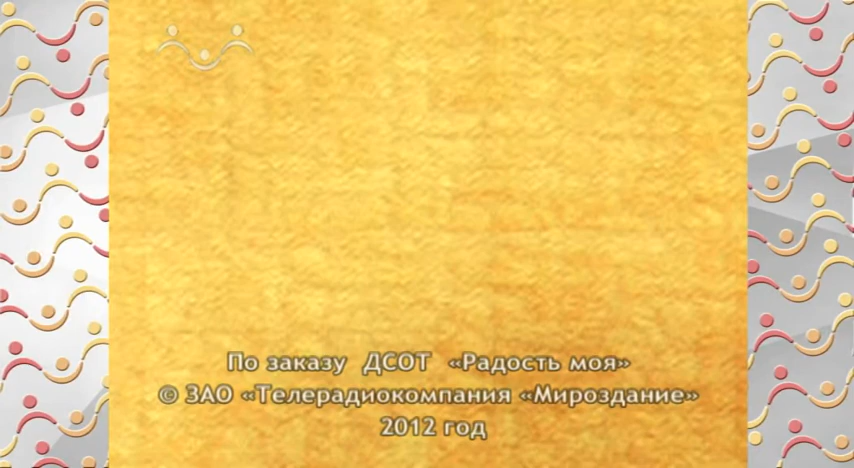 По заказу ДСОТ «Радость моя»
© ЗАО «Телерадиокомпания «Мироздание»
2012 год